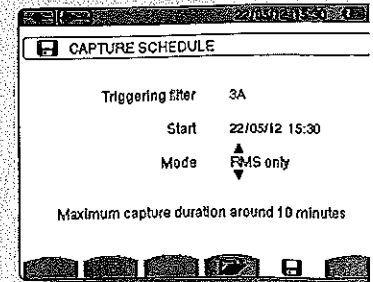 CAPTURE SCHEDULE
Triggering filter 3A
Start 22/05/12 15:30
Mode RMS only
Maximum capture duration around 10 minutes